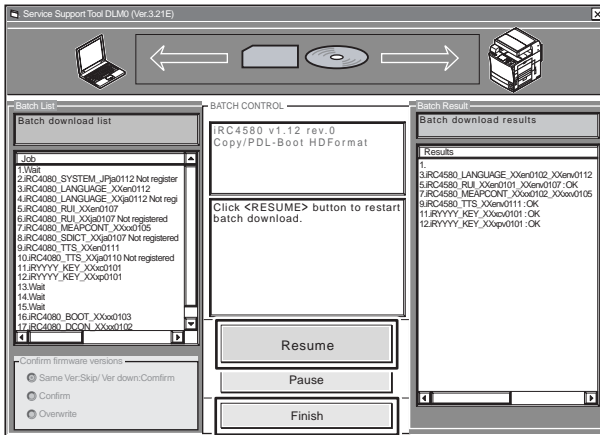 Service Support Tool DLM0 (Ver.3.21E)
Batch List
Batch download list
Job
1.Wait
2.iRC4080_SYSTEM_JPja0112 Not register
3.iRC4080_LANGUAGE_XXen0112
4.iRC4080_LANGUAGE_XXja0112 Not regi
5.iRC4080_RUI_XXen0107
6.iRC4080_RUI_XXja0107 Not registered
7.iRC4080_MEAPCONT_XXxx0105
8.iRC4080_SDICT_XXja0107 Not registered
9.iRC4080_TTS_XXen0111
10.iRC4080_TTS_XXja0110 Not registered
11.iRYYYY_KEY_XXxc0101
12.iRYYYY_KEY_XXxp0101
13.Wait
14.Wait
15.Wait
16.iRC4080_BOOT_XXxx0103
17.iRC4080_DCON_XXxx0102
Confirm firmware versions
Same Ver:Skip/ Ver down:Comfirm
Confirm
Overwrite
BATCH CONTROL
iRC4580 v1.12 rev.0
Copy/PDL-Boot HDFormat
Click <RESUME> button to restart
batch download.
Resume
Pause
Finish
Batch Result
Batch download results
Results
1.
3.iRC4580_LANGUAGE_XXen0102_XXenv0112
5.iRC4580_RUI_XXen0101_XXenv0107 : OK
7.iRC4580_MEAPCONT_XXxx0102_XXxxv0105
9.iRC4580_TTS_XXenv0111 : OK
11.iRYYYY_KEY_XXxcv0101 : OK
12.iRYYYY_KEY_XXxpv0101 : OK